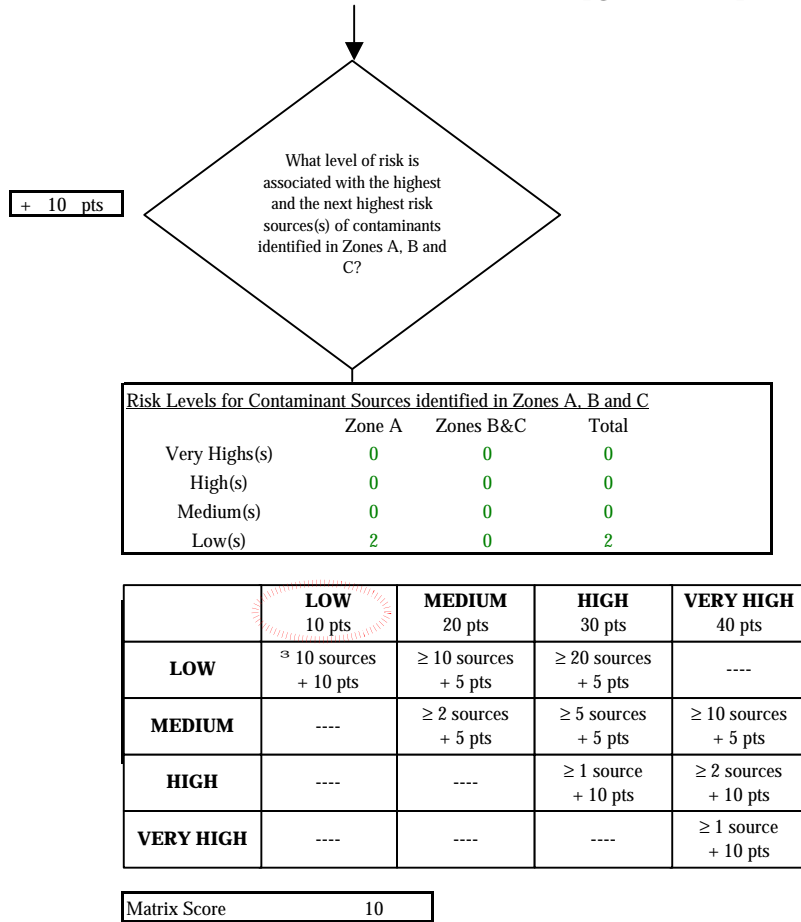 What level of risk is
associated with the highest
and the next highest risk
sources(s) of contaminants
identified in Zones A, B and
C?
+ 10 pts
Risk Levels for Contaminant Sources identified in Zones A, B and C
Zone A Zones B&C Total
Very Highs(s) 0 0 0
High(s) 0 0 0
Medium(s) 0 0 0
Low(s) 2 0 2
LOW MEDIUM HIGH VERY HIGH
10 pts 20 pts 30 pts 40 pts
LOW ³ 10 sources ≥ 10 sources ≥ 20 sources ----
+ 10 pts + 5 pts + 5 pts
MEDIUM ---- ≥ 2 sources ≥ 5 sources ≥ 10 sources
+ 5 pts + 5 pts + 5 pts
HIGH ---- ---- ≥ 1 source ≥ 2 sources
+ 10 pts + 10 pts
VERY HIGH ---- ---- ---- ≥ 1 source
+ 10 pts
Matrix Score 10